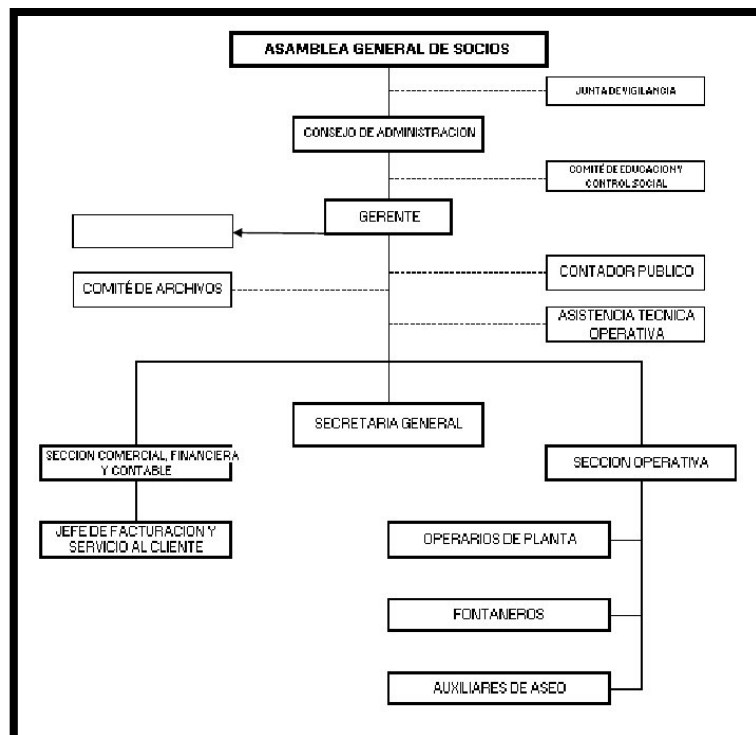 ASAMBLEA GENERAL DE SOCIOS
JUNTA DE VIGILANCIA
CONSEJO DE ADMINISTRACION
COMITÉ DE EDUCACION Y
CONTROL SOCIAL
GERENTE
CONTADOR PUBLICO
COMITÉ DE ARCHIVOS
ASISTENCIA TECNICA
OPERATIVA
SECRETARIA GENERAL
SECCION COMERCIAL, FINANCIERA
Y CONTABLE
SECCION OPERATIVA
JEFE DE FACTURACION Y
SERVICIO AL CLIENTE
OPERARIOS DE PLANTA
FONTANEROS
AUXILIARES DE ASEO